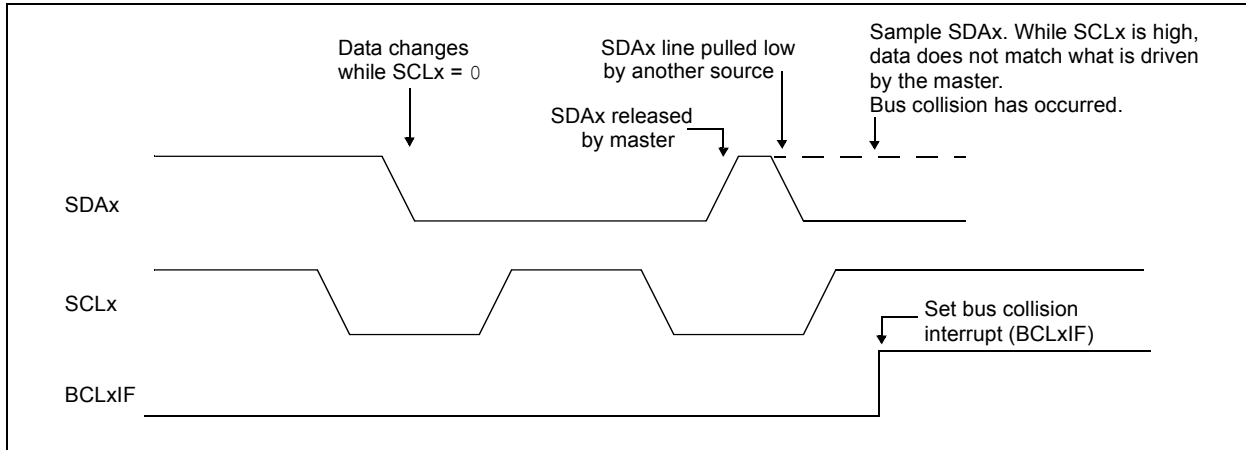 Data changes
while SCLx = 0
SDAx line pulled low
by another source
SDAx released
by master
Sample SDAx. While SCLx is high,
data does not match what is driven
by the master.
Bus collision has occurred.
SDAx
SCLx
Set bus collision
interrupt (BCLxIF)
BCLxIF